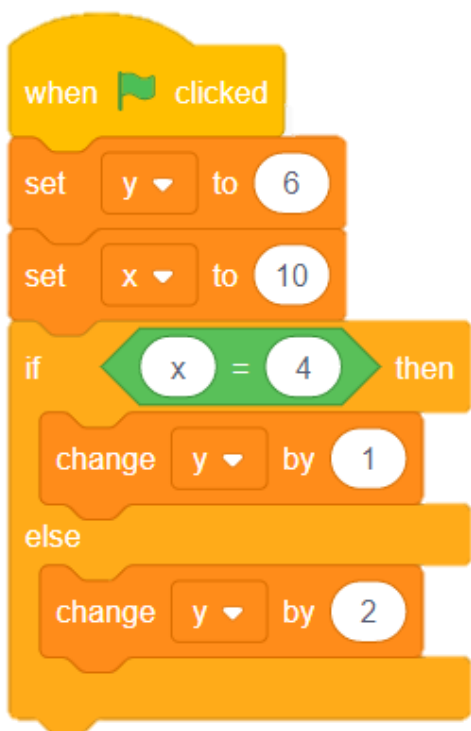 when clicked
set y to 6
set x to 10
if x = 4 then
change y by 1
else
change y by 2